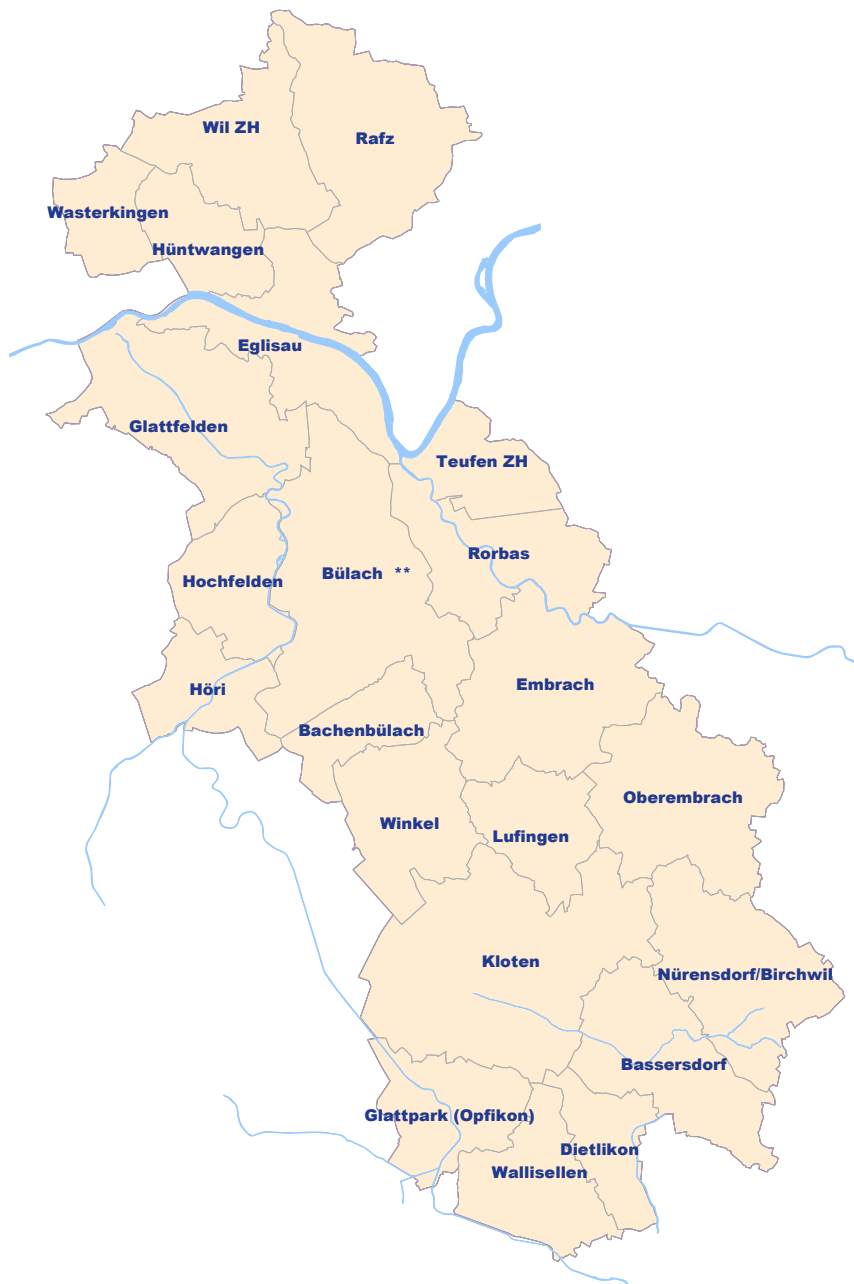 Wil ZH
Rafz
Wasterkingen
Hüntwangen
Eglisau
Glattfelden
Teufen ZH
Rorbas
Bülach **
Hochfelden
Embrach
Höri
Bachenbülach
Oberembrach
Winkel
Lufingen
Kloten
Nürensdorf/Birchwil
Bassersdorf
Glattpark (Opfikon)
Dietlikon
Wallisellen